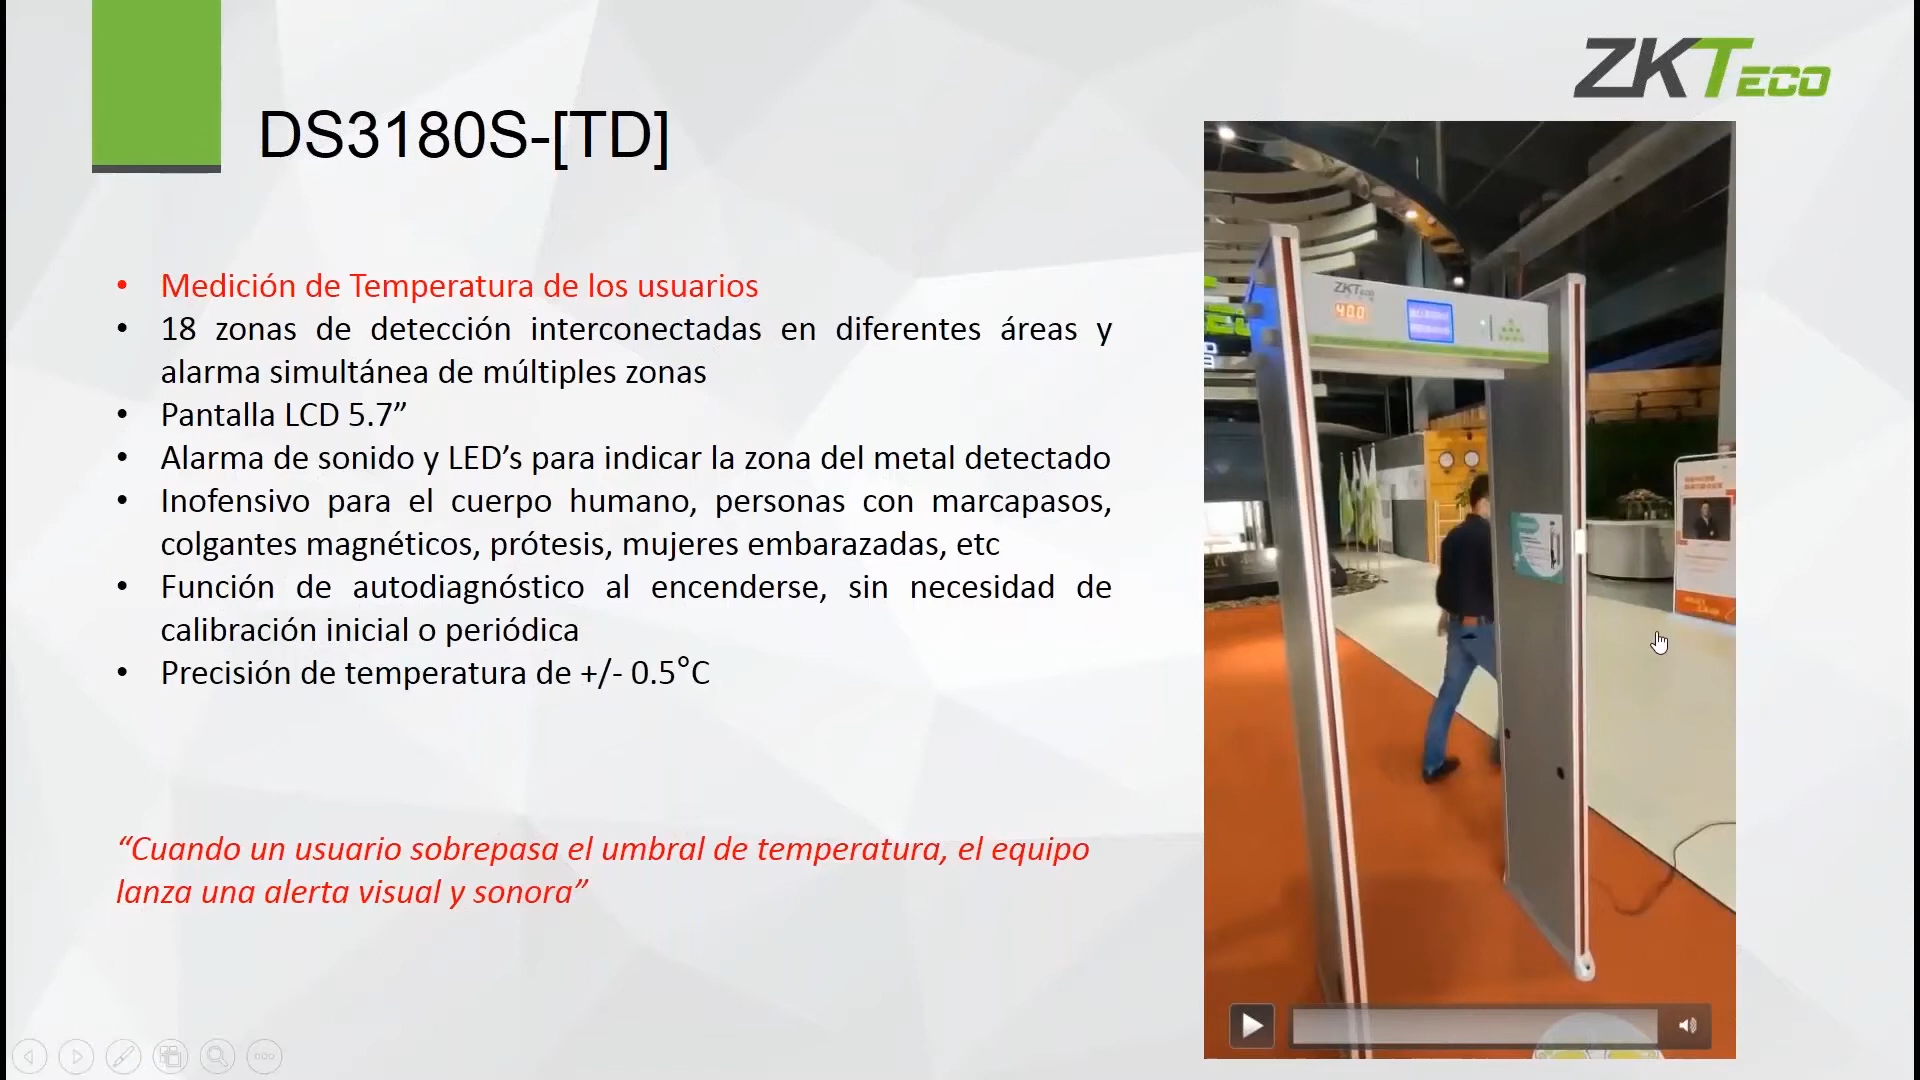 ZKTeco
DS3180S-[TD]
• Medición de Temperatura de los usuarios
• 18 zonas de detección interconectadas en diferentes áreas y
alarma simultánea de múltiples zonas
• Pantalla LCD 5.7”
• Alarma de sonido y LED’s para indicar la zona del metal detectado
• Inofensivo para el cuerpo humano, personas con marcapasos,
colgantes magnéticos, prótesis, mujeres embarazadas, etc
• Función de autodiagnóstico al encenderse, sin necesidad de
calibración inicial o periódica
• Precisión de temperatura de +/- 0.5°C
“Cuando un usuario sobrepasa el umbral de temperatura, el equipo
lanza una alerta visual y sonora”
ZKTeco
400